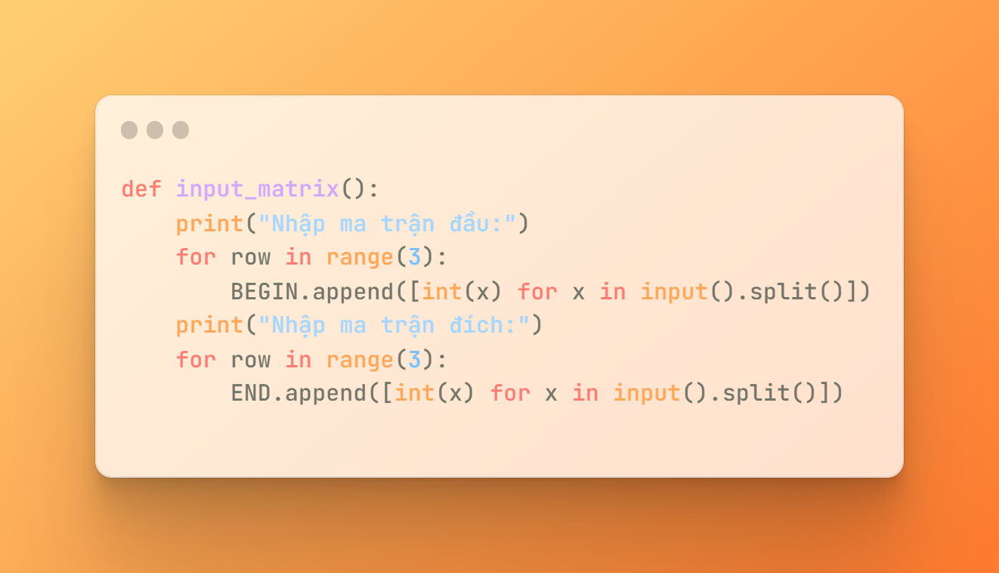 def input_matrix():
    print("Nhập ma trận đầu:")
    for row in range(3):
        BEGIN.append([int(x) for x in input().split()])
    print("Nhập ma trận đích:")
    for row in range(3):
        END.append([int(x) for x in input().split()])